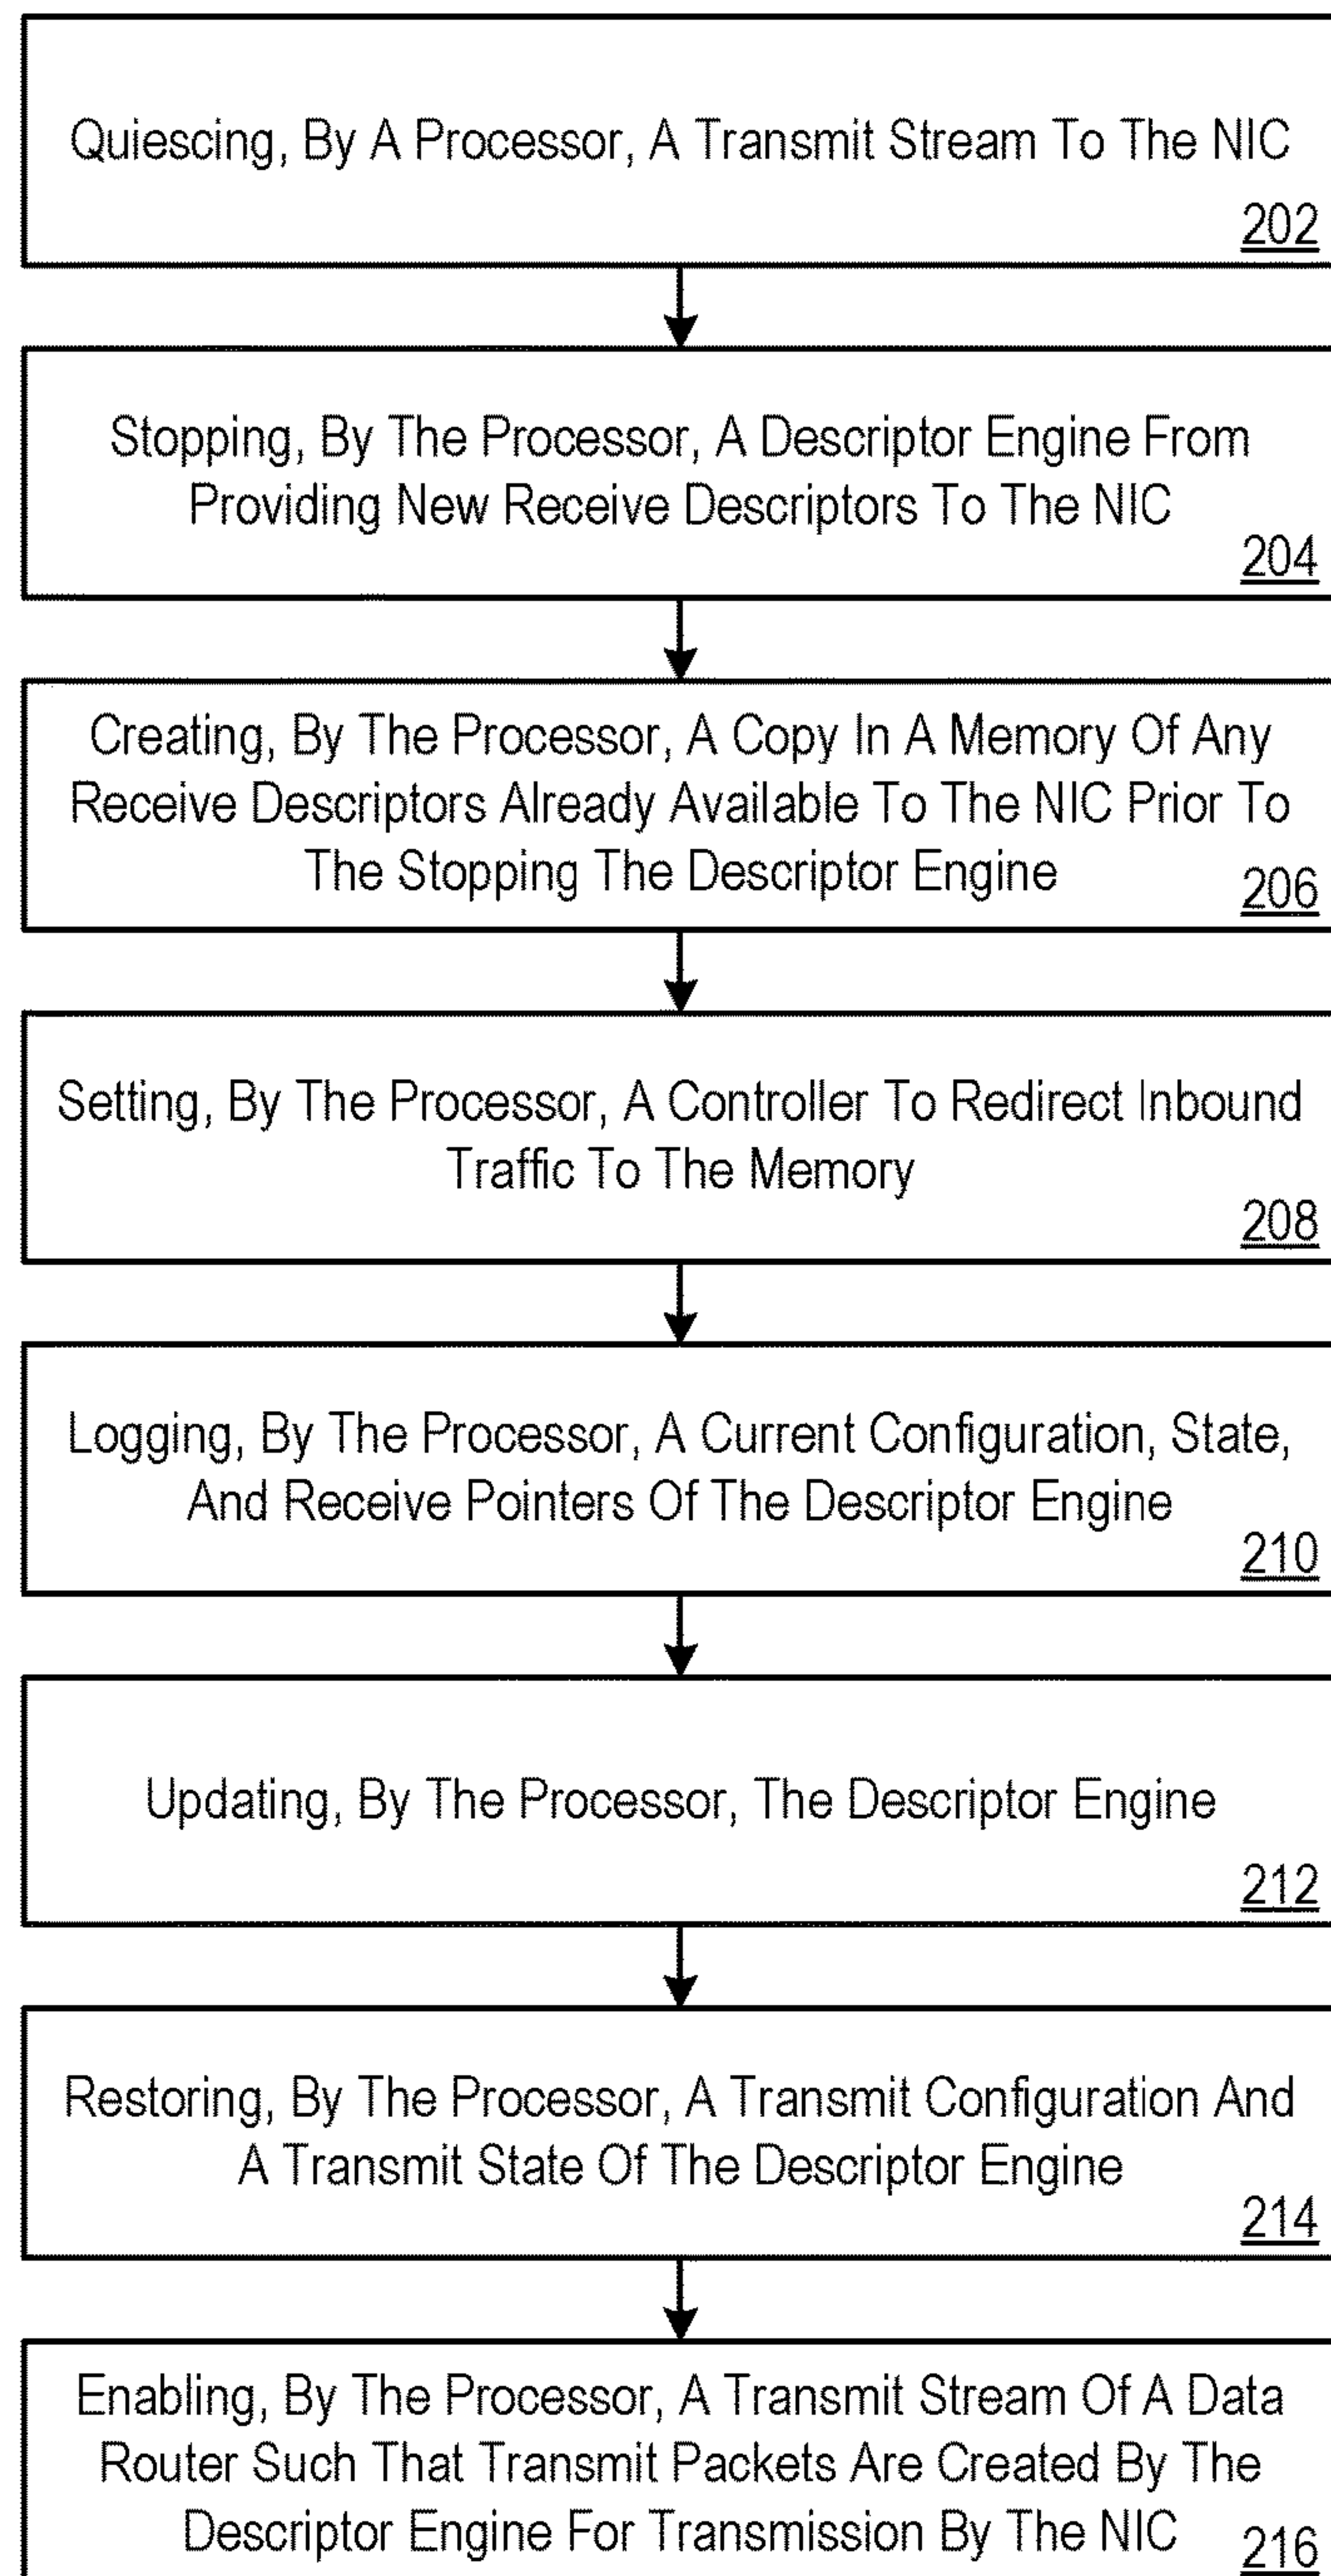 Quiescing, By A Processor, A Transmit Stream To The NIC
202
Stopping, By The Processor, A Descriptor Engine From
Providing New Receive Descriptors To The NIC
204
Creating, By The Processor, A Copy In A Memory Of Any
Receive Descriptors Already Available To The NIC Prior To
The Stopping The Descriptor Engine
206
Setting, By The Processor, A Controller To Redirect Inbound
Traffic To The Memory
208
Logging, By The Processor, A Current Configuration, State,
And Receive Pointers Of The Descriptor Engine
210
Updating, By The Processor, The Descriptor Engine
212
Restoring, By The Processor, A Transmit Configuration And
A Transmit State Of The Descriptor Engine
214
Enabling, By The Processor, A Transmit Stream Of A Data
Router Such That Transmit Packets Are Created By The
Descriptor Engine For Transmission By The NIC
216